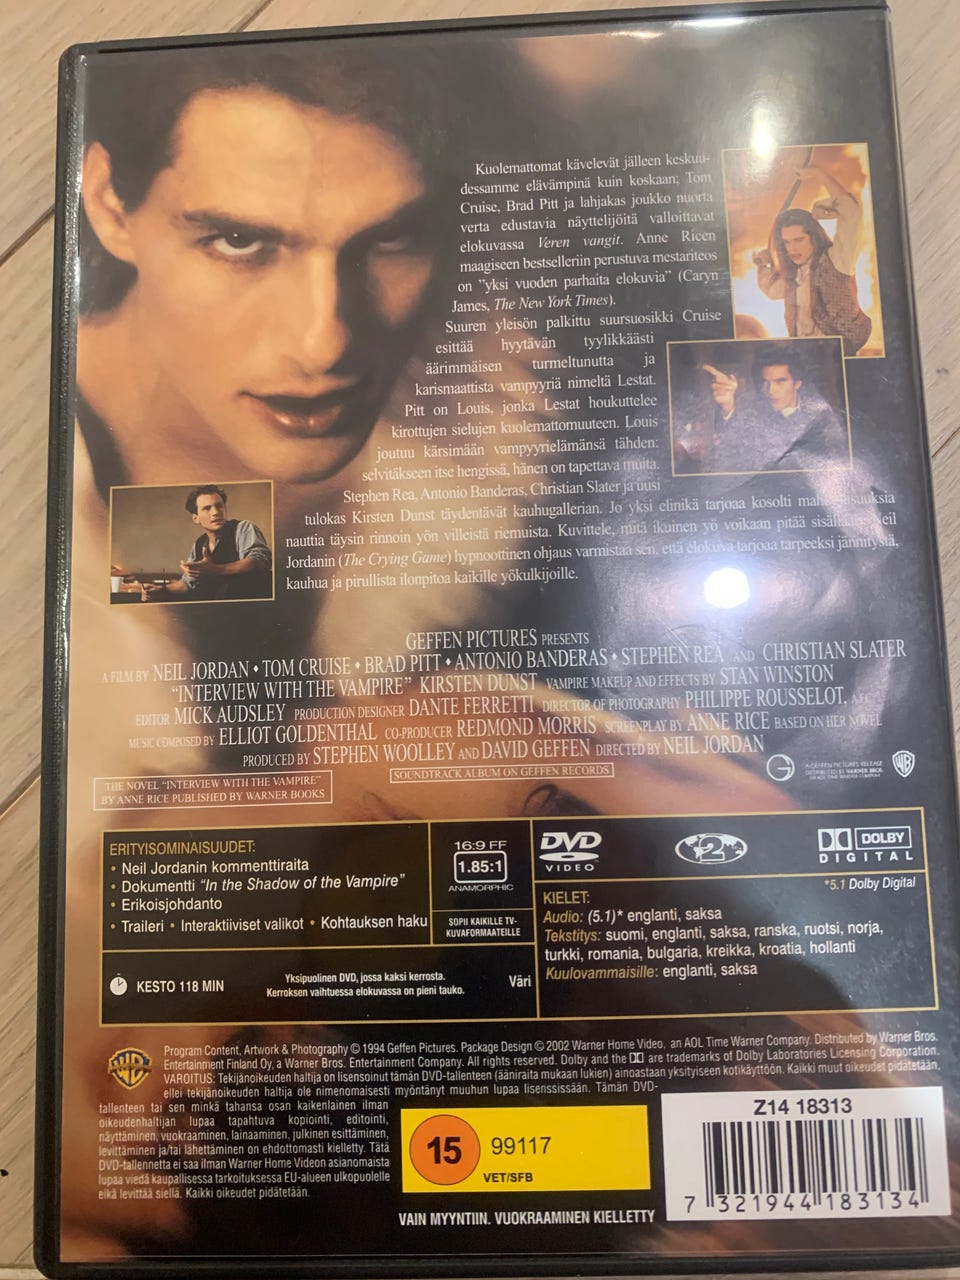 Kuolemattomat kävelevät jälleen keskuu-
dessamme elävämpinä kuin koskaan; Tom
Cruise, Brad Pitt ja lahjakas joukko nuorta
verta edustavia näyttelijöitä valloittavat
elokuvassa Veren vangit. Anne Ricen
maagiseen bestselleriin perustuva mestariteos
on "yksi vuoden parhaita elokuvia" (Caryn
James, The New York Times).
Suuren yleisön palkittu suursuosikki Cruise
esittää hyytävän tyylikkäästi
äärimmäisen turmeltunutta ja
karismaattista vampyyriä nimeltä Lestat.
Pitt on Louis, jonka Lestat houkuttelee
kirottujen sielujen kuolemattomuuteen. Louis
joutuu kärsimään vampyyrielämänsä tähden:
selvitäkseen itse hengissä, hänen on tapettava muita.
Stephen Rea, Antonio Banderas, Christian Slater ja uusi
tulokas Kirsten Dunst täydentävät kauhugallerian. Jo yksi elinikä tarjoaa kosolti mahdollisuuksia
nauttia täysin rinnoin yön villeistä riemuista. Kuvittele, mitä ikuinen yö voikaan pitää sisällään. Neil
Jordanin (The Crying Game) hypnoottinen ohjaus varmistaa sen, että elokuva tarjoaa tarpeeksi jännitystä,
kauhua ja pirullista ilonpitoa kaikille yökulkijoille.
GEFFEN PICTURES PRESENTS
A FILM BY NEIL JORDAN • TOM CRUISE • BRAD PITT • ANTONIO BANDERAS • STEPHEN REA AND CHRISTIAN SLATER
"INTERVIEW WITH THE VAMPIRE" KIRSTEN DUNST VAMPIRE MAKEUP AND EFFECTS BY STAN WINSTON
EDITOR MICK AUDSLEY PRODUCTION DESIGNER DANTE FERRETTI DIRECTOR OF PHOTOGRAPHY PHILIPPE ROUSSELOT, A.F.C.
MUSIC COMPOSED BY ELLIOT GOLDENTHAL CO-PRODUCER REDMOND MORRIS SCREENPLAY BY ANNE RICE BASED ON HER NOVEL
PRODUCED BY STEPHEN WOOLLEY AND DAVID GEFFEN DIRECTED BY NEIL JORDAN
THE NOVEL "INTERVIEW WITH THE VAMPIRE"
BY ANNE RICE PUBLISHED BY WARNER BOOKS
SOUNDTRACK ALBUM ON GEFFEN RECORDS
A GEFFEN PICTURES RELEASE
DISTRIBUTED BY WARNER BROS.
WB
ERITYISOMINAISUUDET:
• Neil Jordanin kommenttiraita
• Dokumentti "In the Shadow of the Vampire"
• Erikoisjohdanto
• Traileri • Interaktiiviset valikot • Kohtauksen haku
16:9 FF
1.85:1
ANAMORPHIC
SOPII KAIKILLE TV-
KUVAFORMAATEILLE
KESTO 118 MIN
Yksipuolinen DVD, jossa kaksi kerrosta.
Kerroksen vaihtuessa elokuvassa on pieni tauko.
Väri
DVD
VIDEO
2
DOLBY
DIGITAL
*5.1 Dolby Digital
KIELET:
Audio: (5.1)* englanti, saksa
Tekstitys: suomi, englanti, saksa, ranska, ruotsi, norja,
turkki, romania, bulgaria, kreikka, kroatia, hollanti
Kuulovammaisille: englanti, saksa
WB
Program Content, Artwork & Photography © 1994 Geffen Pictures. Package Design © 2002 Warner Home Video, an AOL Time Warner Company. Distributed by Warner Bros.
Entertainment Finland Oy, a Warner Bros. Entertainment Company. All rights reserved. Dolby and the DD are trademarks of Dolby Laboratories Licensing Corporation.
VAROITUS: Tekijänoikeuden haltija on lisensoinut tämän DVD-tallenteen (ääniraita mukaan lukien) ainoastaan yksityiseen kotikäyttöön. Kaikki muut oikeudet pidätetään,
ellei tekijänoikeuden haltija ole nimenomaisesti myöntänyt muuhun lupaa lisenssissään. Tämän DVD-
tallenteen tai sen minkä tahansa osan kaikenlainen ilman
oikeudenhaltijan lupaa tapahtuva kopiointi, editointi,
näyttäminen, vuokraaminen, lainaaminen, julkinen esittäminen,
levittäminen ja/tai lähettäminen on ehdottomasti kielletty. Tätä
DVD-tallennetta ei saa ilman Warner Home Videon asianomaista
lupaa viedä kaupallisessa tarkoituksessa EU-alueen ulkopuolelle
eikä levittää siellä. Kaikki oikeudet pidätetään.
15
99117
VET/SFB
VAIN MYYNTIIN. VUOKRAAMINEN KIELLETTY
Z14 18313
7 321944 183134